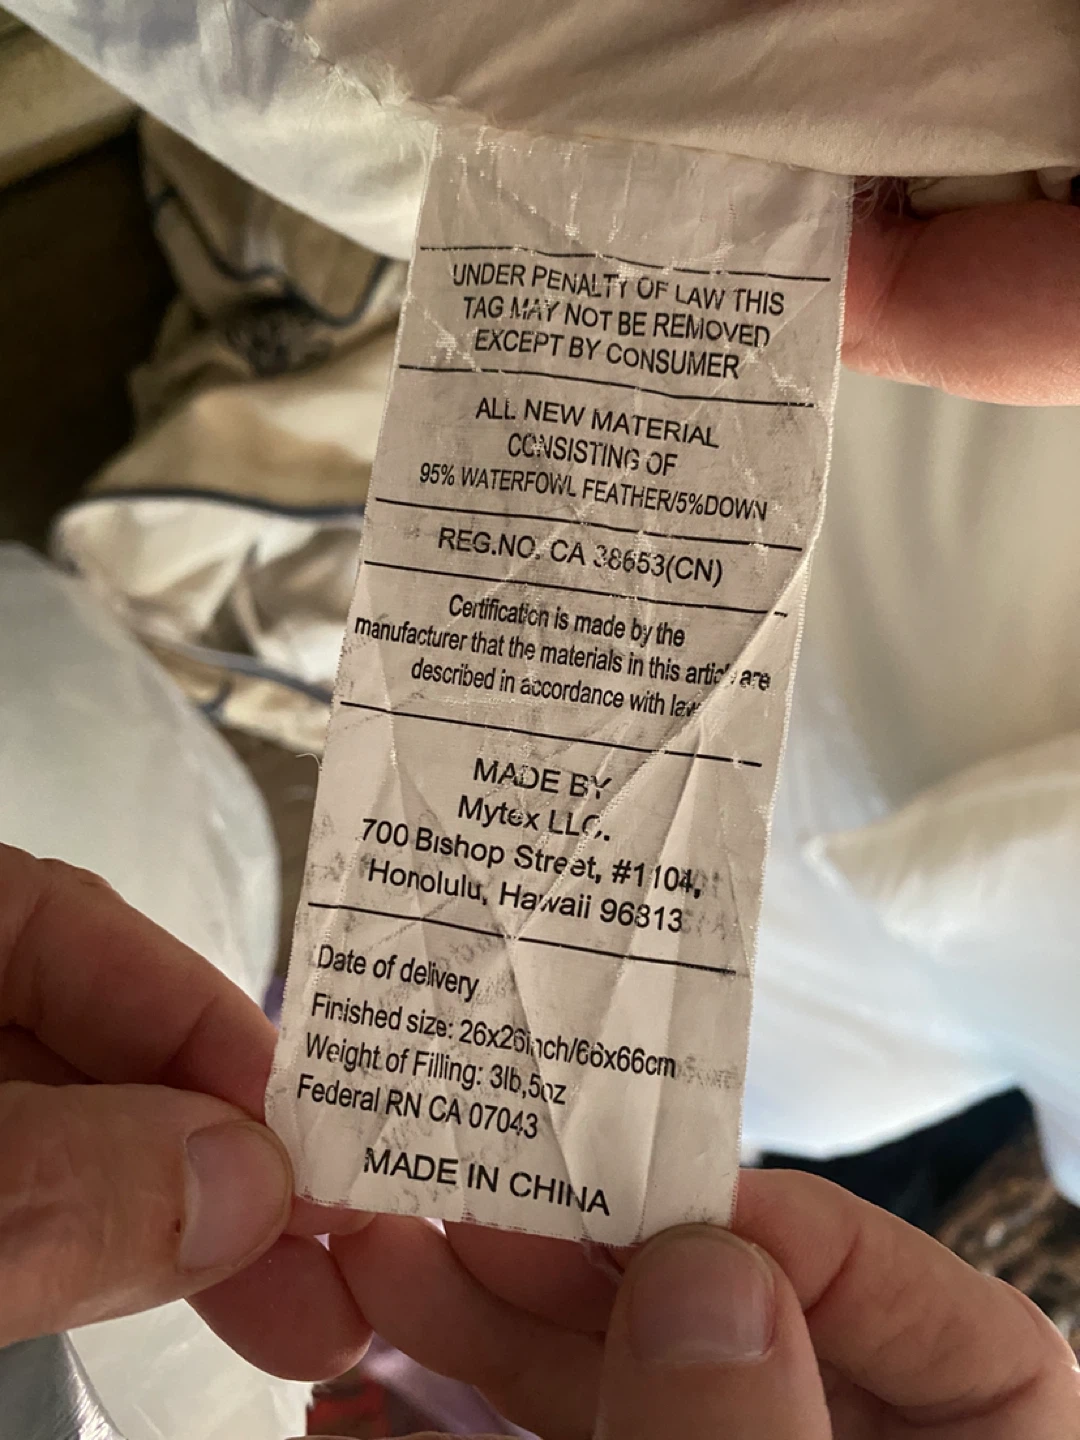 UNDER PENALTY OF LAW THIS
TAG MAY NOT BE REMOVED
EXCEPT BY CONSUMER
ALL NEW MATERIAL
CONSISTING OF
95% WATERFOWL FEATHER/5%DOWN
REG.NO. CA 38653(CN)
Certification is made by the
manufacturer that the materials in this article are
described in accordance with law
MADE BY
Mytex LLC.
700 Bishop Street, #1104,
Honolulu, Hawaii 96813
Date of delivery
Finished size: 26x26inch/66x66cm
Weight of Filling: 3lb,5oz
Federal RN CA 07043
MADE IN CHINA